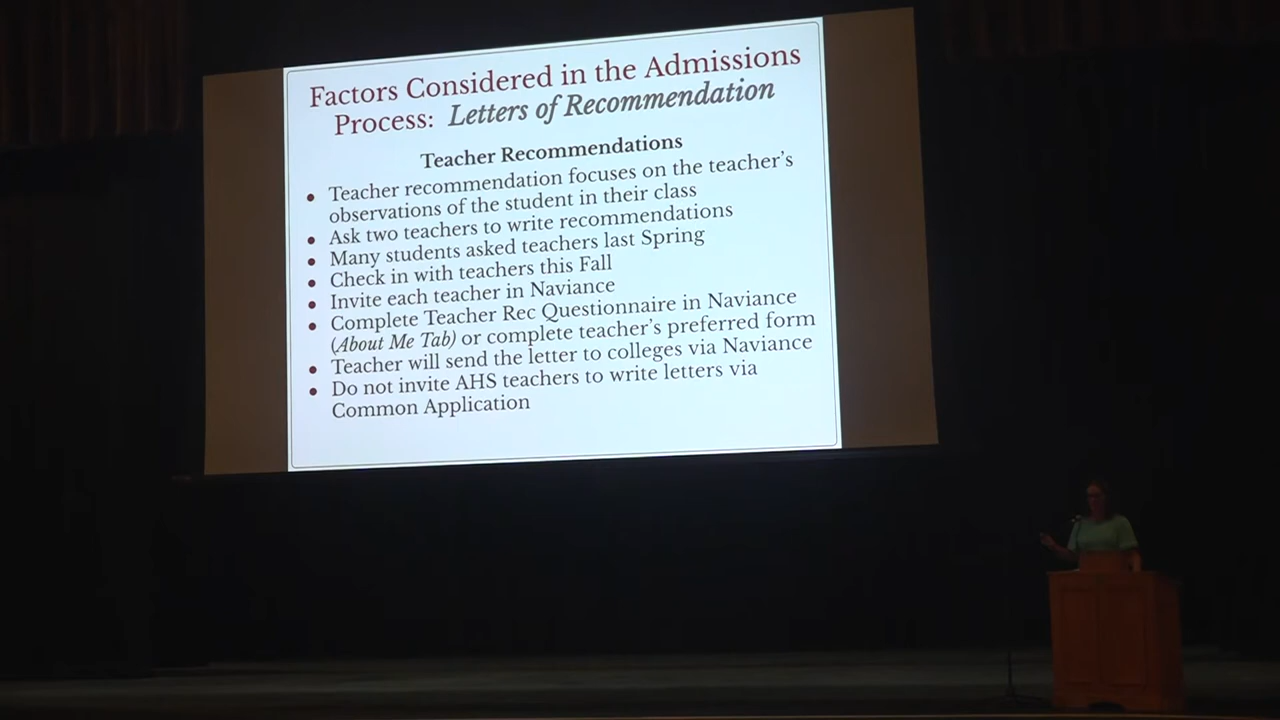 Factors Considered in the Admissions
Process: Letters of Recommendation
Teacher Recommendations
• Teacher recommendation focuses on the teacher's
observations of the student in their class
• Ask two teachers to write recommendations
• Many students asked teachers last Spring
• Check in with teachers this Fall
• Invite each teacher in Naviance
• Complete Teacher Rec Questionnaire in Naviance
(About Me Tab) or complete teacher's preferred form
• Teacher will send the letter to colleges via Naviance
• Do not invite AHS teachers to write letters via
Common Application